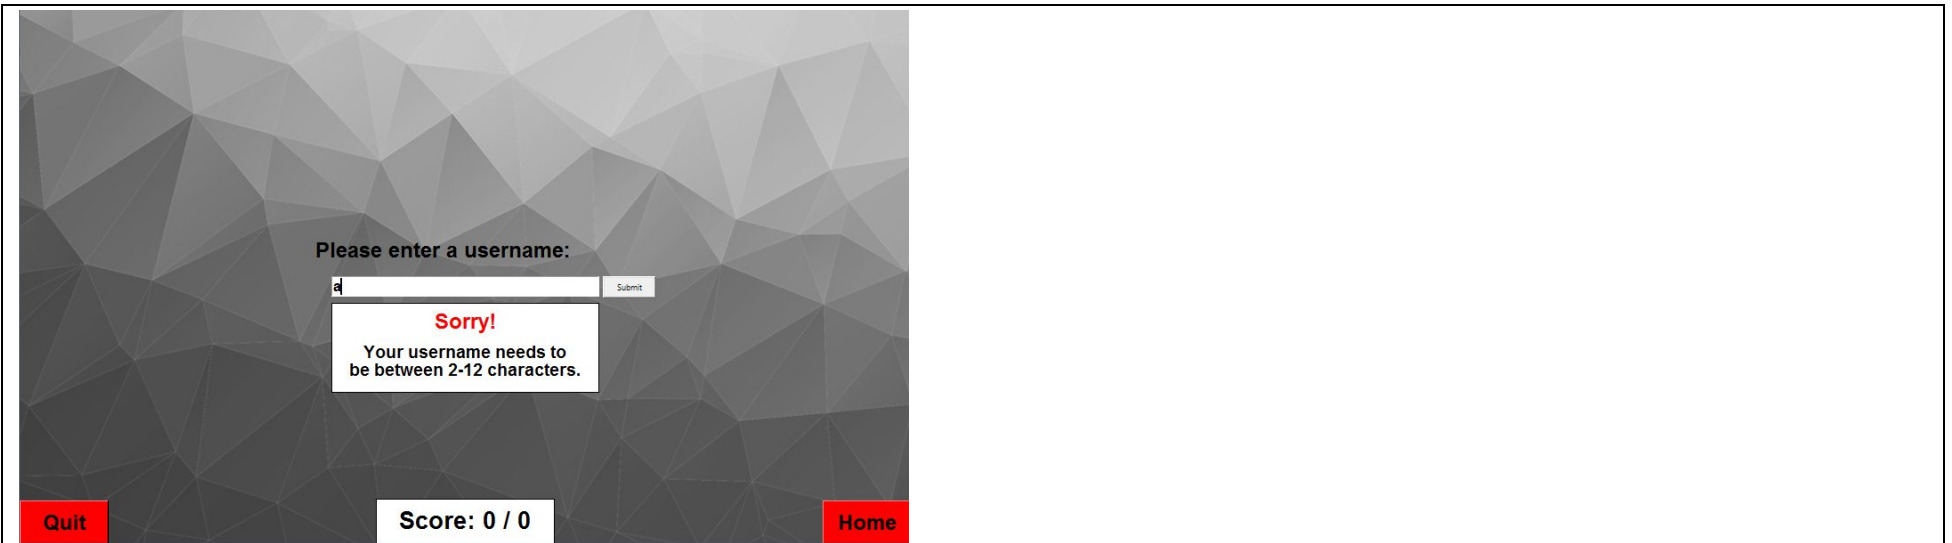 Please enter a username:
a
Submit
Sorry!
Your username needs to
be between 2-12 characters.
Quit
Score: 0 / 0
Home